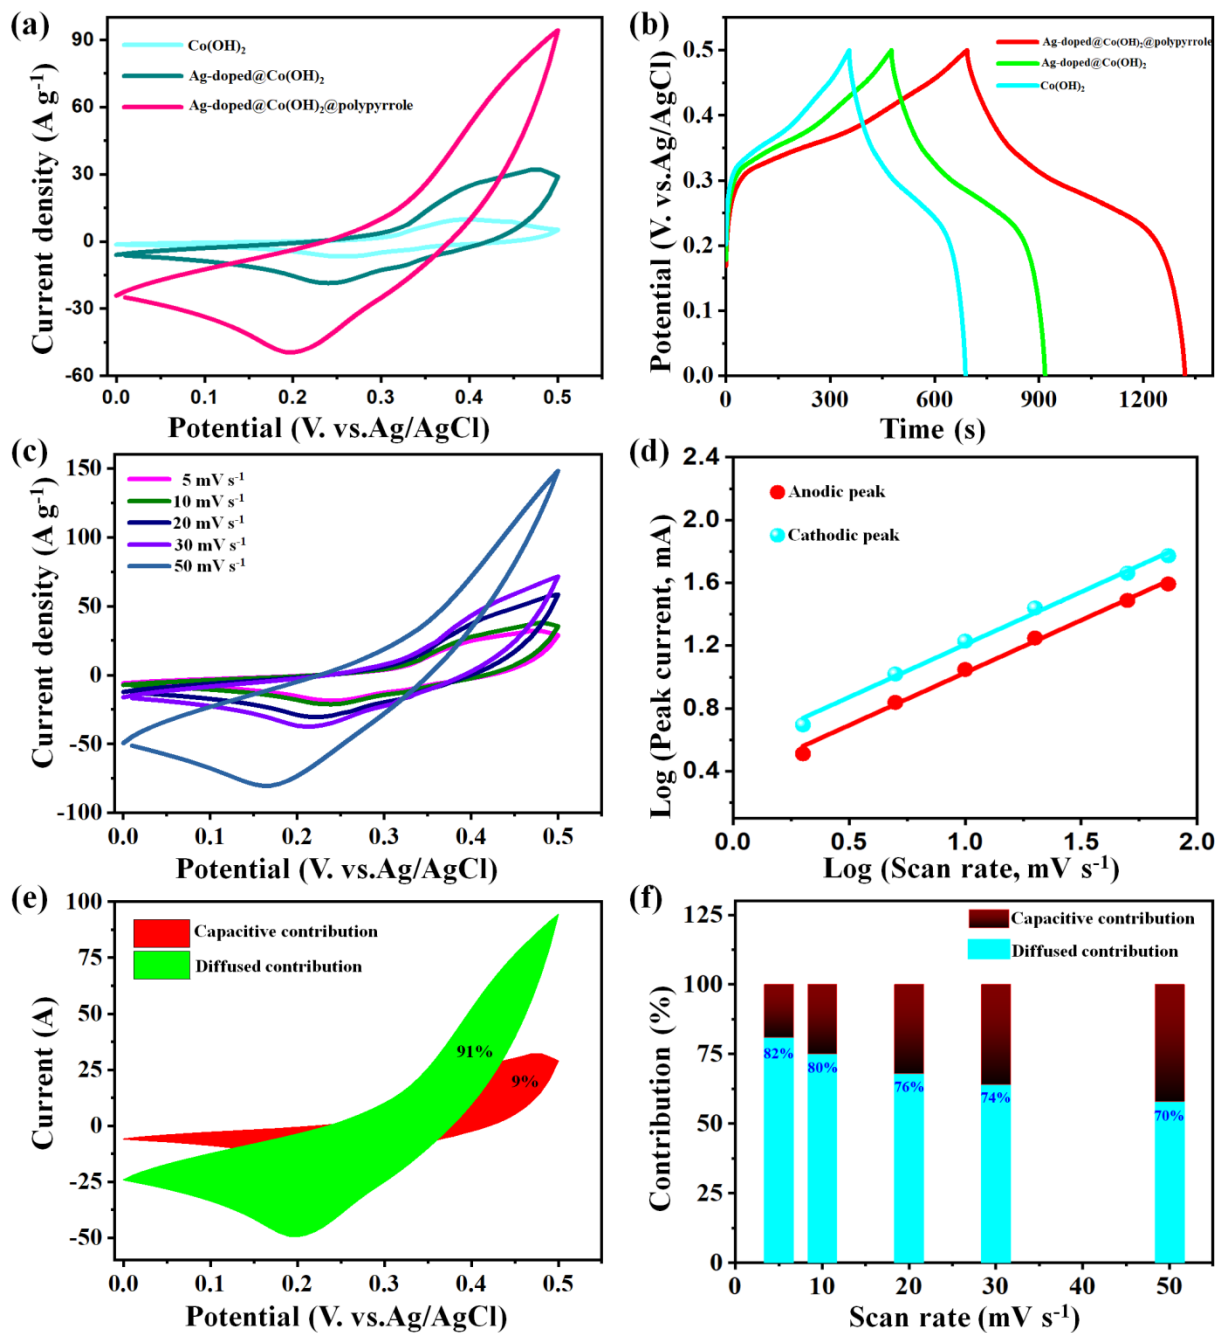 (a)
Co(OH)₂
Ag-doped@Co(OH)₂
Ag-doped@Co(OH)₂@polypyrrole
90
60
30
0
-30
-60
0.0 0.1 0.2 0.3 0.4 0.5
Current density (A g⁻¹)
Potential (V. vs.Ag/AgCl)
(b)
Ag-doped@Co(OH)₂@polypyrrole
Ag-doped@Co(OH)₂
Co(OH)₂
0.5
0.4
0.3
0.2
0.1
0.0
0 300 600 900 1200
Potential (V. vs.Ag/AgCl)
Time (s)
(c)
5 mV s⁻¹
10 mV s⁻¹
20 mV s⁻¹
30 mV s⁻¹
50 mV s⁻¹
150
100
50
0
-50
-100
0.0 0.1 0.2 0.3 0.4 0.5
Current density (A g⁻¹)
Potential (V. vs.Ag/AgCl)
(d)
Anodic peak
Cathodic peak
2.4
2.0
1.6
1.2
0.8
0.4
0.0 0.5 1.0 1.5 2.0
Log (Peak current, mA)
Log (Scan rate, mV s⁻¹)
(e)
Capacitive contribution
Diffused contribution
91%
9%
100
75
50
25
0
-25
-50
0.0 0.1 0.2 0.3 0.4 0.5
Current (A)
Potential (V. vs.Ag/AgCl)
(f)
Capacitive contribution
Diffused contribution
125
100
75
50
25
0
82% 80% 76% 74% 70%
0 10 20 30 40 50
Contribution (%)
Scan rate (mV s⁻¹)